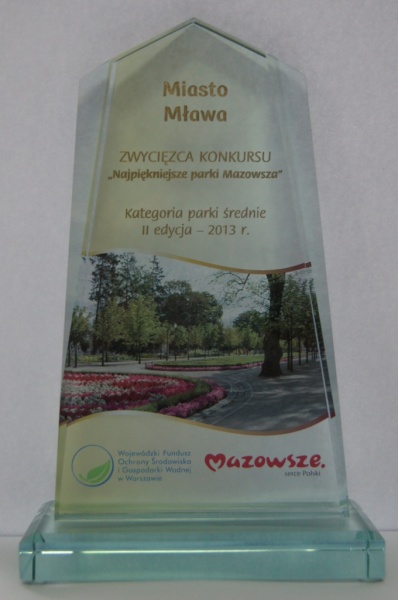 Miasto
Mława
ZWYCIĘZCA KONKURSU
„Najpiękniejsze parki Mazowsza"
Kategoria parki średnie
II edycja – 2013 r.
Wojewódzki Fundusz
Ochrony Środowiska
i Gospodarki Wodnej
w Warszawie
Mazowsze.
serce Polski